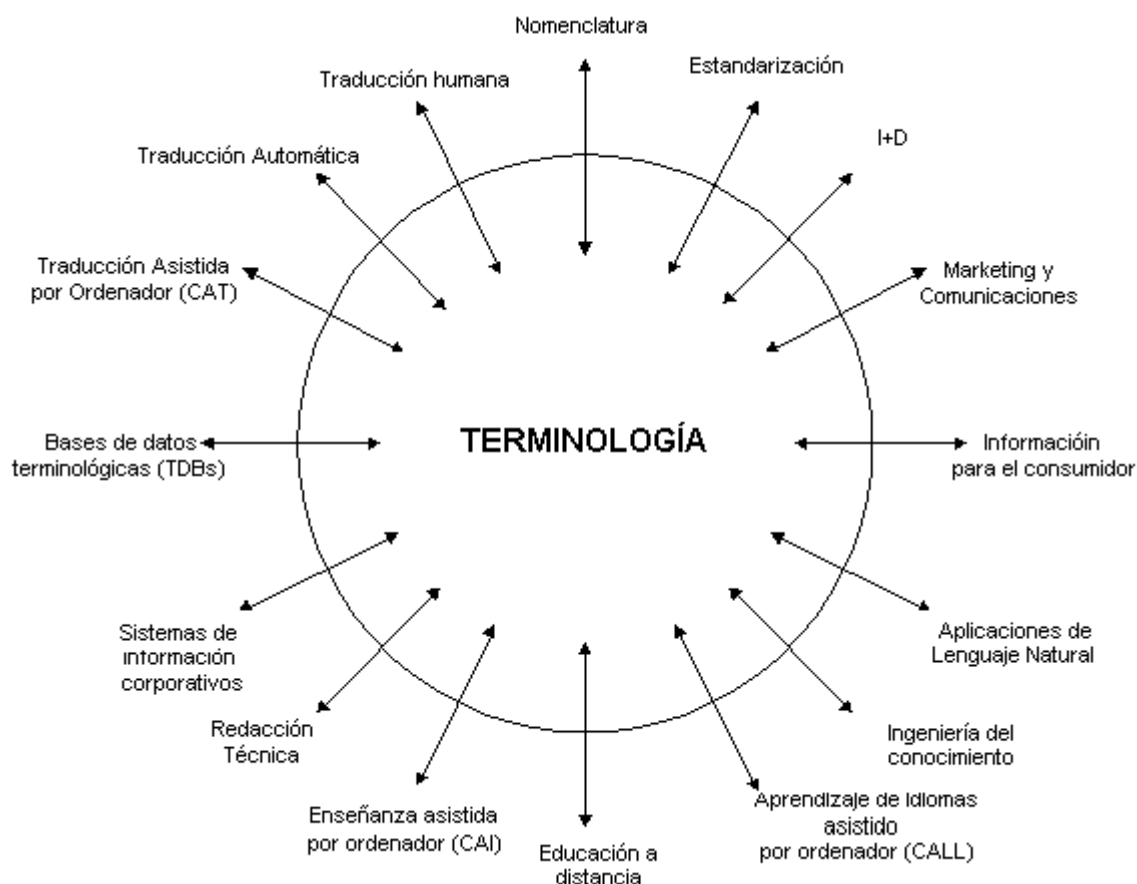 Nomenclatura
Estandarización
I+D
Marketing y
Comunicaciones
Informacióin
para el consumidor
Aplicaciones de
Lenguaje Natural
Ingeniería del
conocimiento
Aprendizaje de idiomas
asistido
por ordenador (CALL)
Educación a
distancia
Enseñanza asistida
por ordenador (CAI)
Redacción
Técnica
Sistemas de
información
corporativos
Bases de datos
terminológicas (TDBs)
Traducción Asistida
por Ordenador (CAT)
Traducción Automática
Traducción humana
TERMINOLOGÍA